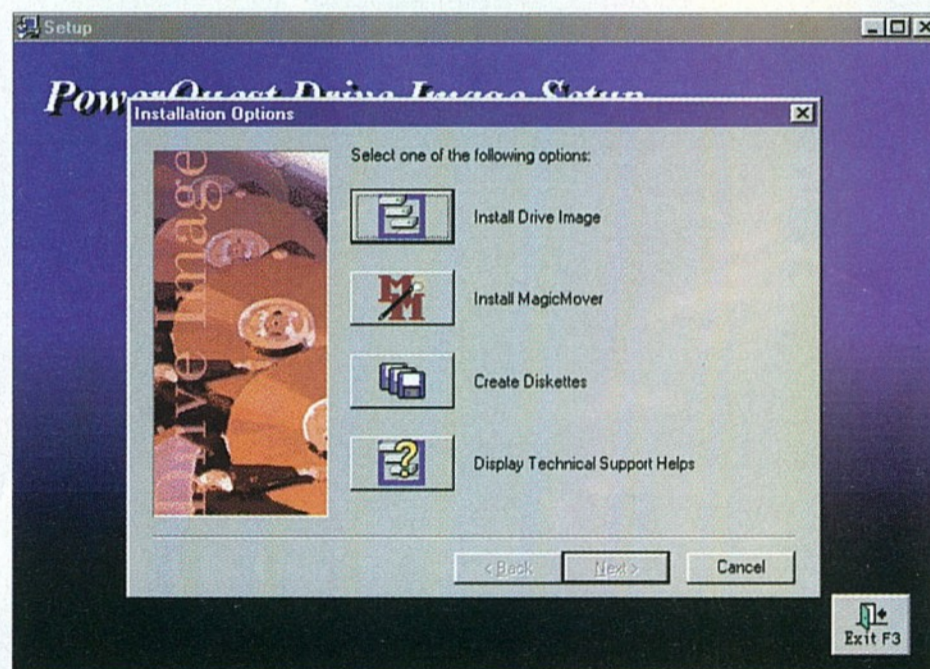 Setup
PowerQuest Drive Image Setup
Installation Options
Select one of the following options:
Drive Image
Install Drive Image
MM
Install MagicMover
Create Diskettes
?
Display Technical Support Helps
< Back
Next >
Cancel
Exit F3